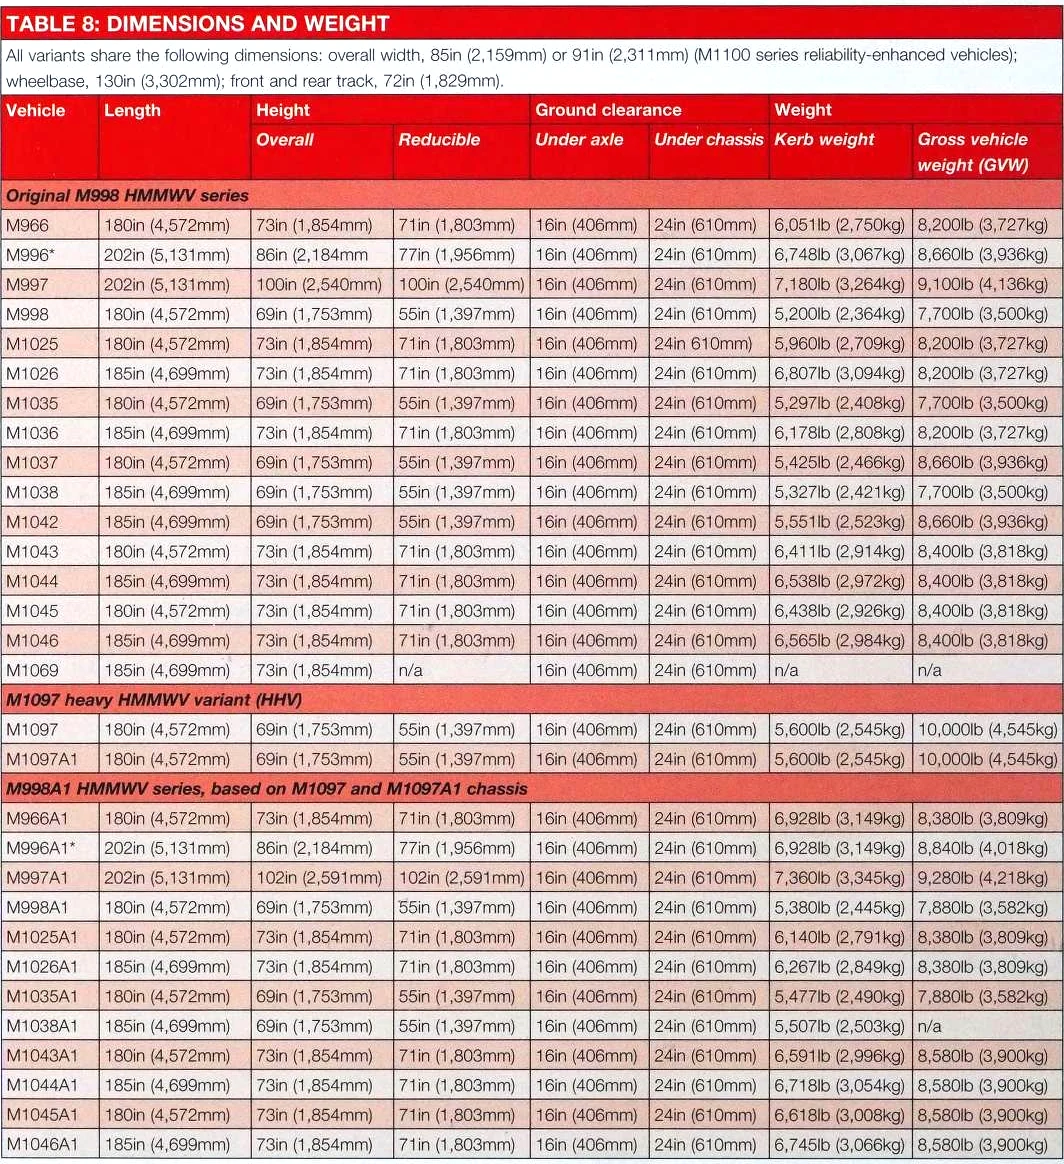 TABLE 8: DIMENSIONS AND WEIGHT
All variants share the following dimensions: overall width, 85in (2,159mm) or 91in (2,311mm) (M1100 series reliability-enhanced vehicles);
wheelbase, 130in (3,302mm); front and rear track, 72in (1,829mm).
Vehicle Length Height Ground clearance Weight
Overall Reducible Under axle Under chassis Kerb weight Gross vehicle
weight (GVW)
Original M998 HMMWV series
M966 180in (4,572mm) 73in (1,854mm) 71in (1,803mm) 16in (406mm) 24in (610mm) 6,051lb (2,750kg) 8,200lb (3,727kg)
M996* 202in (5,131mm) 86in (2,184mm 77in (1,956mm) 16in (406mm) 24in (610mm) 6,748lb (3,067kg) 8,660lb (3,936kg)
M997 202in (5,131mm) 100in (2,540mm) 100in (2,540mm) 16in (406mm) 24in (610mm) 7,180lb (3,264kg) 9,100lb (4,136kg)
M998 180in (4,572mm) 69in (1,753mm) 55in (1,397mm) 16in (406mm) 24in (610mm) 5,200lb (2,364kg) 7,700lb (3,500kg)
M1025 180in (4,572mm) 73in (1,854mm) 71in (1,803mm) 16in (406mm) 24in 610mm) 5,960lb (2,709kg) 8,200lb (3,727kg)
M1026 185in (4,699mm) 73in (1,854mm) 71in (1,803mm) 16in (406mm) 24in (610mm) 6,807lb (3,094kg) 8,200lb (3,727kg)
M1035 180in (4,572mm) 69in (1,753mm) 55in (1,397mm) 16in (406mm) 24in (610mm) 5,297lb (2,408kg) 7,700lb (3,500kg)
M1036 185in (4,699mm) 73in (1,854mm) 71in (1,803mm) 16in (406mm) 24in (610mm) 6,178lb (2,808kg) 8,200lb (3,727kg)
M1037 180in (4,572mm) 69in (1,753mm) 55in (1,397mm) 16in (406mm) 24in (610mm) 5,425lb (2,466kg) 8,660lb (3,936kg)
M1038 185in (4,699mm) 69in (1,753mm) 55in (1,397mm) 16in (406mm) 24in (610mm) 5,327lb (2,421kg) 7,700lb (3,500kg)
M1042 185in (4,699mm) 69in (1,753mm) 55in (1,397mm) 16in (406mm) 24in (610mm) 5,551lb (2,523kg) 8,660lb (3,936kg)
M1043 180in (4,572mm) 73in (1,854mm) 71in (1,803mm) 16in (406mm) 24in (610mm) 6,411lb (2,914kg) 8,400lb (3,818kg)
M1044 185in (4,699mm) 73in (1,854mm) 71in (1,803mm) 16in (406mm) 24in (610mm) 6,538lb (2,972kg) 8,400lb (3,818kg)
M1045 180in (4,572mm) 73in (1,854mm) 71in (1,803mm) 16in (406mm) 24in (610mm) 6,438lb (2,926kg) 8,400lb (3,818kg)
M1046 185in (4,699mm) 73in (1,854mm) 71in (1,803mm) 16in (406mm) 24in (610mm) 6,565lb (2,984kg) 8,400lb (3,818kg)
M1069 185in (4,699mm) 73in (1,854mm) n/a 16in (406mm) 24in (610mm) n/a n/a
M1097 heavy HMMWV variant (HHV)
M1097 180in (4,572mm) 69in (1,753mm) 55in (1,397mm) 16in (406mm) 24in (610mm) 5,600lb (2,545kg) 10,000lb (4,545kg)
M1097A1 180in (4,572mm) 69in (1,753mm) 55in (1,397mm) 16in (406mm) 24in (610mm) 5,600lb (2,545kg) 10,000lb (4,545kg)
M998A1 HMMWV series, based on M1097 and M1097A1 chassis
M966A1 180in (4,572mm) 73in (1,854mm) 71in (1,803mm) 16in (406mm) 24in (610mm) 6,928lb (3,149kg) 8,380lb (3,809kg)
M996A1* 202in (5,131mm) 86in (2,184mm) 77in (1,956mm) 16in (406mm) 24in (610mm) 6,928lb (3,149kg) 8,840lb (4,018kg)
M997A1 202in (5,131mm) 102in (2,591mm) 102in (2,591mm) 16in (406mm) 24in (610mm) 7,360lb (3,345kg) 9,280lb (4,218kg)
M998A1 180in (4,572mm) 69in (1,753mm) 55in (1,397mm) 16in (406mm) 24in (610mm) 5,380lb (2,445kg) 7,880lb (3,582kg)
M1025A1 180in (4,572mm) 73in (1,854mm) 71in (1,803mm) 16in (406mm) 24in (610mm) 6,140lb (2,791kg) 8,380lb (3,809kg)
M1026A1 185in (4,699mm) 73in (1,854mm) 71in (1,803mm) 16in (406mm) 24in (610mm) 6,267lb (2,849kg) 8,380lb (3,809kg)
M1035A1 180in (4,572mm) 69in (1,753mm) 55in (1,397mm) 16in (406mm) 24in (610mm) 5,477lb (2,490kg) 7,880lb (3,582kg)
M1038A1 185in (4,699mm) 69in (1,753mm) 55in (1,397mm) 16in (406mm) 24in (610mm) 5,507lb (2,503kg) n/a
M1043A1 180in (4,572mm) 73in (1,854mm) 71in (1,803mm) 16in (406mm) 24in (610mm) 6,591lb (2,996kg) 8,580lb (3,900kg)
M1044A1 185in (4,699mm) 73in (1,854mm) 71in (1,803mm) 16in (406mm) 24in (610mm) 6,718lb (3,054kg) 8,580lb (3,900kg)
M1045A1 180in (4,572mm) 73in (1,854mm) 71in (1,803mm) 16in (406mm) 24in (610mm) 6,618lb (3,008kg) 8,580lb (3,900kg)
M1046A1 185in (4,699mm) 73in (1,854mm) 71in (1,803mm) 16in (406mm) 24in (610mm) 6,745lb (3,066kg) 8,580lb (3,900kg)